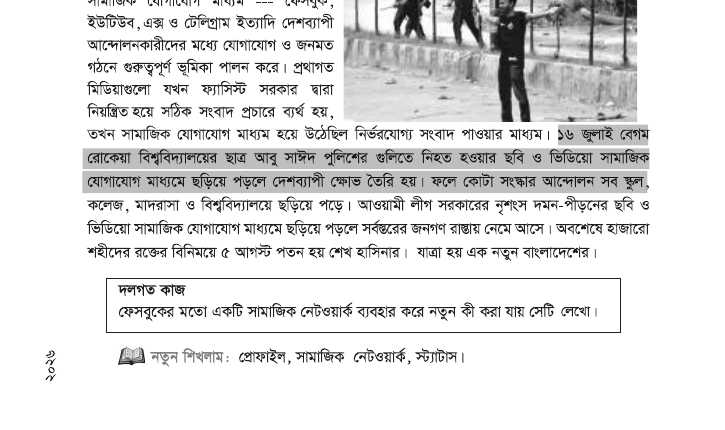 সামাজিক যোগাযোগ মাধ্যম --- ফেসবুক,
ইউটিউব, এক্স ও টেলিগ্রাম ইত্যাদি দেশব্যাপী
আন্দোলনকারীদের মধ্যে যোগাযোগ ও জনমত
গঠনে গুরুত্বপূর্ণ ভূমিকা পালন করে। প্রথাগত
মিডিয়াগুলো যখন ফ্যাসিস্ট সরকার দ্বারা
নিয়ন্ত্রিত হয়ে সঠিক সংবাদ প্রচারে ব্যর্থ হয়,
তখন সামাজিক যোগাযোগ মাধ্যম হয়ে উঠেছিল নির্ভরযোগ্য সংবাদ পাওয়ার মাধ্যম। ১৬ জুলাই বেগম
রোকেয়া বিশ্ববিদ্যালয়ের ছাত্র আবু সাঈদ পুলিশের গুলিতে নিহত হওয়ার ছবি ও ভিডিয়ো সামাজিক
যোগাযোগ মাধ্যমে ছড়িয়ে পড়লে দেশব্যাপী ক্ষোভ তৈরি হয়। ফলে কোটা সংস্কার আন্দোলন সব স্কুল,
কলেজ, মাদরাসা ও বিশ্ববিদ্যালয়ে ছড়িয়ে পড়ে। আওয়ামী লীগ সরকারের নৃশংস দমন-পীড়নের ছবি ও
ভিডিয়ো সামাজিক যোগাযোগ মাধ্যমে ছড়িয়ে পড়লে সর্বস্তরের জনগণ রাস্তায় নেমে আসে। অবশেষে হাজারো
শহীদের রক্তের বিনিময়ে ৫ আগস্ট পতন হয় শেখ হাসিনার। যাত্রা হয় এক নতুন বাংলাদেশের।
দলগত কাজ
ফেসবুকের মতো একটি সামাজিক নেটওয়ার্ক ব্যবহার করে নতুন কী করা যায় সেটি লেখো।
নতুন শিখলাম: প্রোফাইল, সামাজিক নেটওয়ার্ক, স্ট্যাটাস।
২০২৬